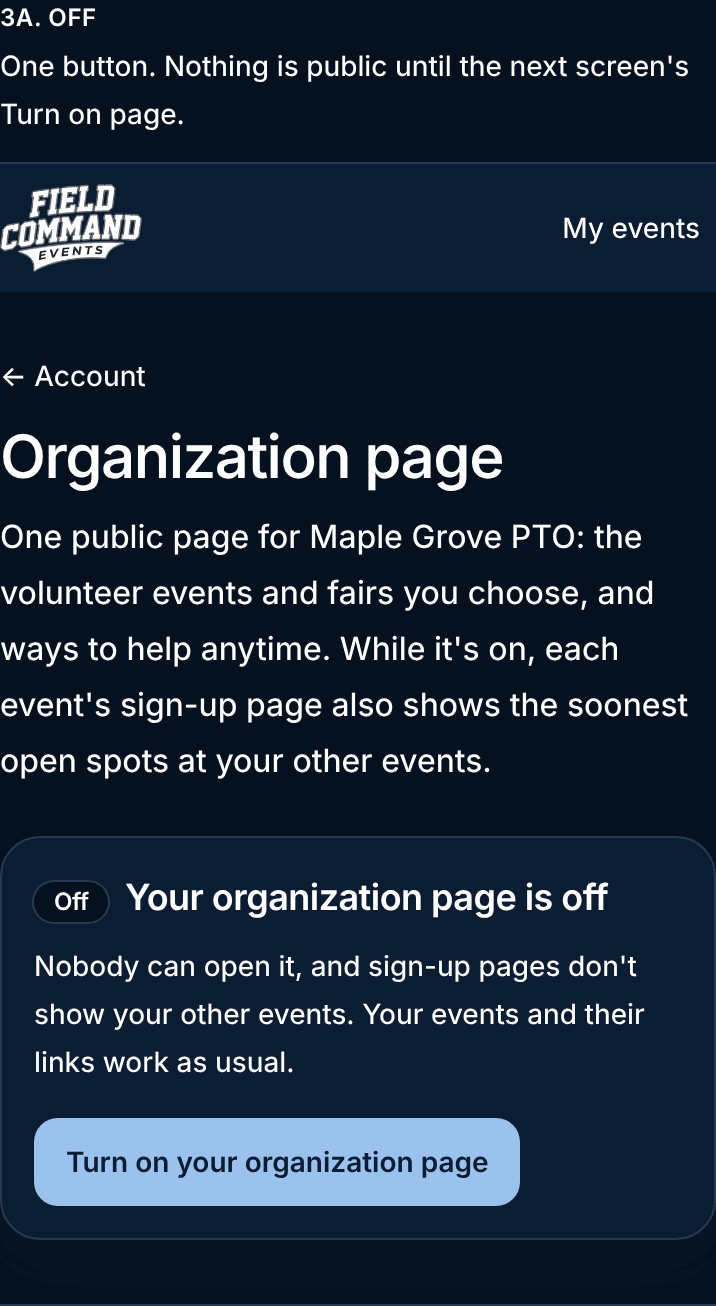 3A. OFF
One button. Nothing is public until the next screen's
Turn on page.
FIELD
COMMAND
EVENTS
My events
← Account
Organization page
One public page for Maple Grove PTO: the
volunteer events and fairs you choose, and
ways to help anytime. While it's on, each
event's sign-up page also shows the soonest
open spots at your other events.
Off
Your organization page is off
Nobody can open it, and sign-up pages don't
show your other events. Your events and their
links work as usual.
Turn on your organization page